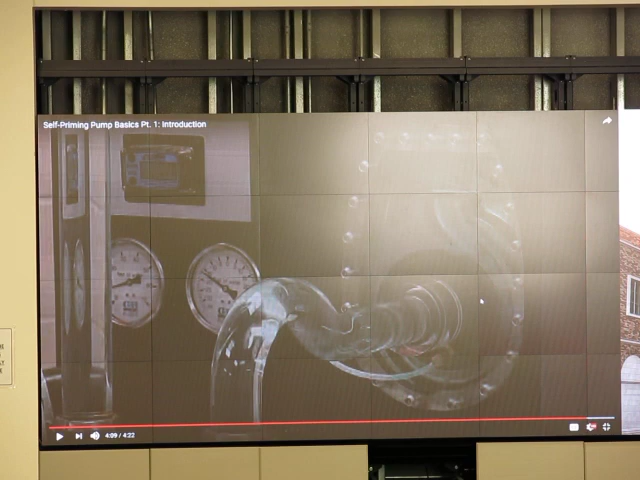 Self-Priming Pump Basics Pt. 1: Introduction
4:09 / 4:22